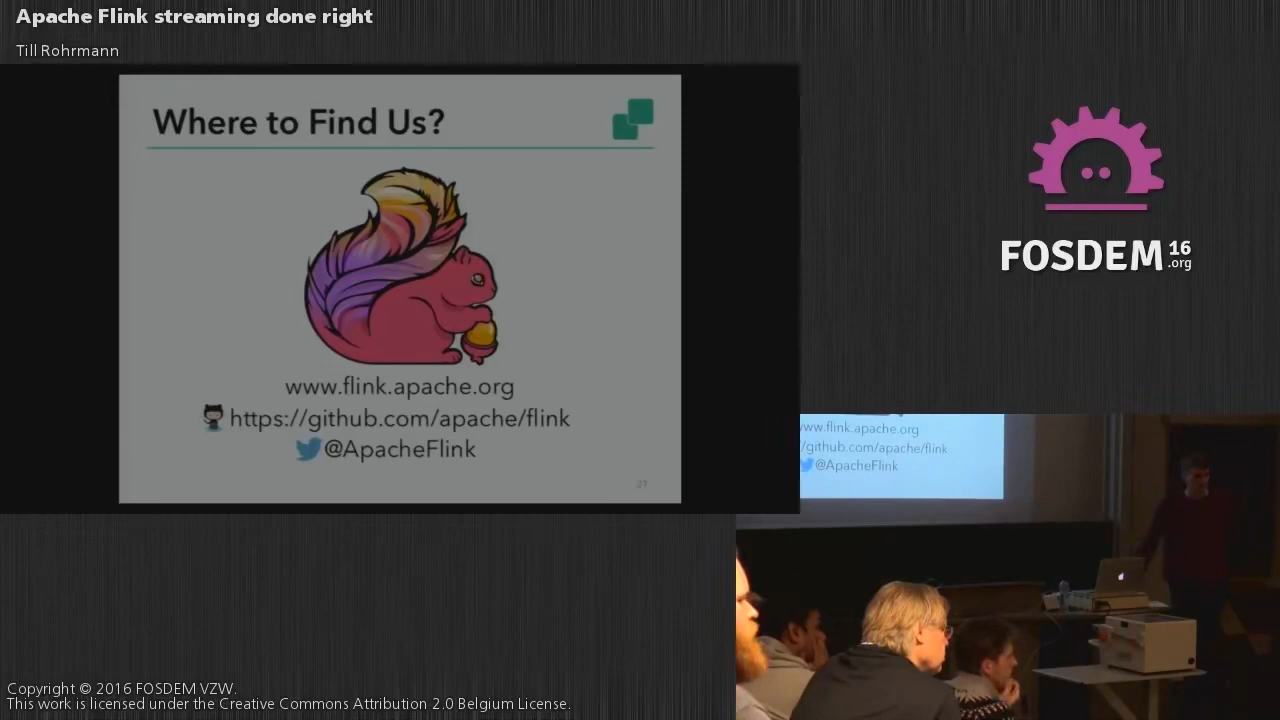 Apache Flink streaming done right
Till Rohrmann
Where to Find Us?
www.flink.apache.org
https://github.com/apache/flink
@ApacheFlink
27
FOSDEM 16 .org
www.flink.apache.org
//github.com/apache/flink
@ApacheFlink
Copyright © 2016 FOSDEM VZW.
This work is licensed under the Creative Commons Attribution 2.0 Belgium License.